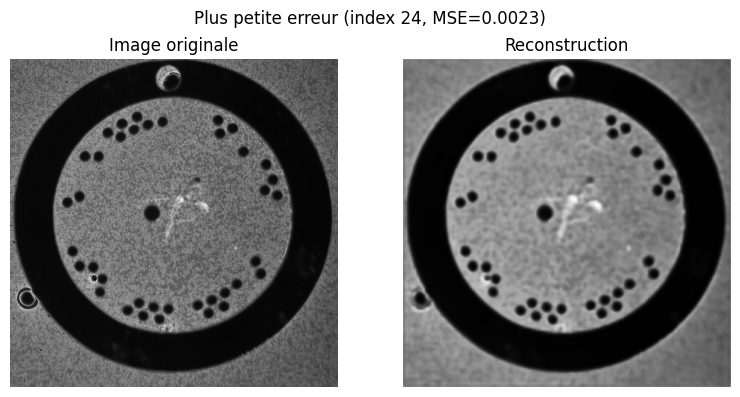 Plus petite erreur (index 24, MSE=0.0023)
Image originale
Reconstruction